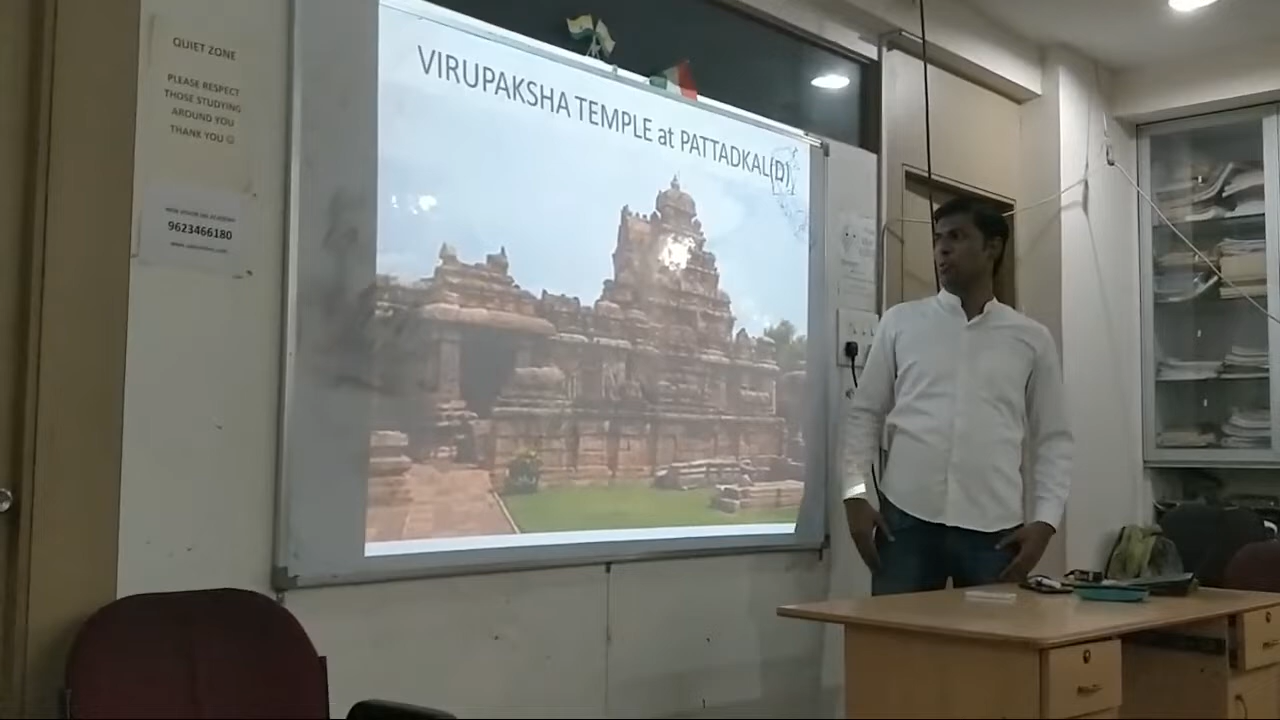 QUIET ZONE
PLEASE RESPECT
THOSE STUDYING
AROUND YOU
THANK YOU ☺
9623466180
VIRUPAKSHA TEMPLE at PATTADKAL(D)